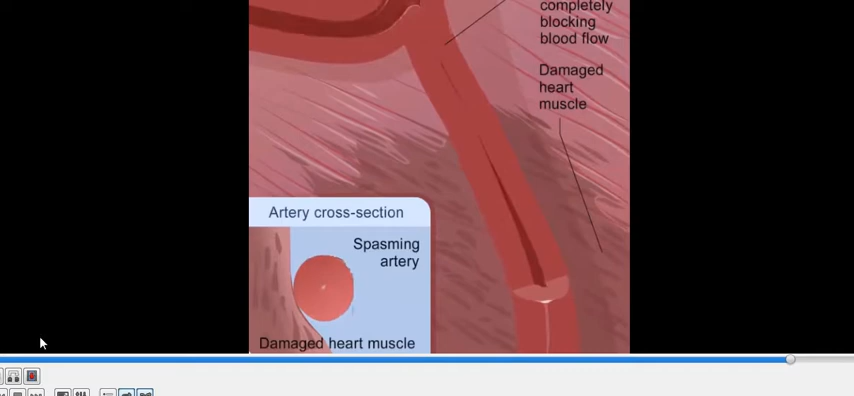 completely
blocking
blood flow
Damaged
heart
muscle
Artery cross-section
Spasming
artery
Damaged heart muscle